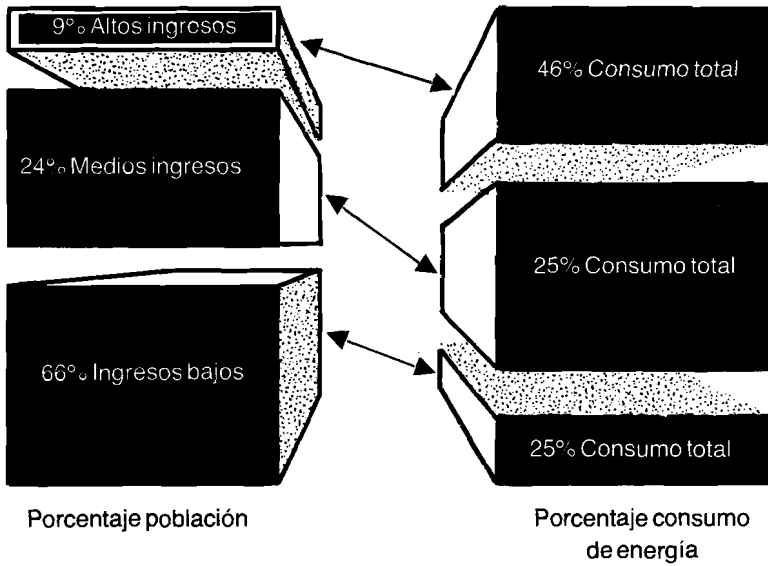 9% Altos ingresos
24% Medios ingresos
66% Ingresos bajos
Porcentaje población
46% Consumo total
25% Consumo total
25% Consumo total
Porcentaje consumo
de energía